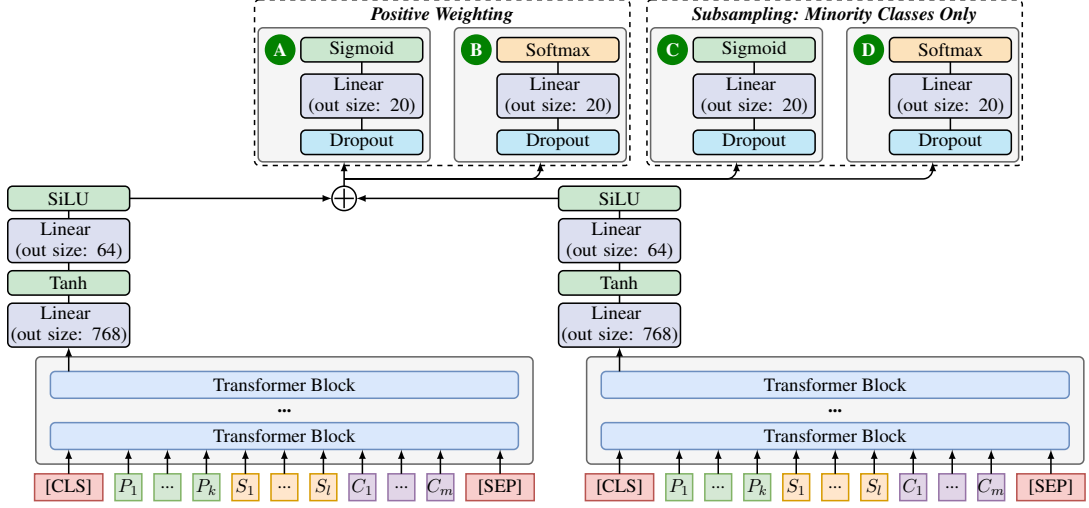 Positive Weighting
Subsampling: Minority Classes Only
A
Sigmoid
Linear
(out size: 20)
Dropout
B
Softmax
Linear
(out size: 20)
Dropout
C
Sigmoid
Linear
(out size: 20)
Dropout
D
Softmax
Linear
(out size: 20)
Dropout
SiLU
Linear
(out size: 64)
Tanh
Linear
(out size: 768)
Transformer Block
...
Transformer Block
[CLS] P1 ... Pk S1 ... Sl C1 ... Cm [SEP]
SiLU
Linear
(out size: 64)
Tanh
Linear
(out size: 768)
Transformer Block
...
Transformer Block
[CLS] P1 ... Pk S1 ... Sl C1 ... Cm [SEP]